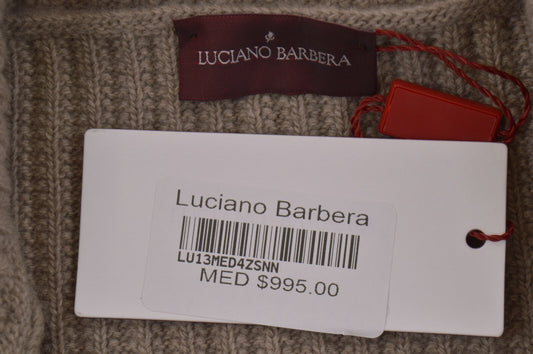 LUCIANO BARBERA
Luciano Barbera
LU13MED4ZSNN
MED $995.00